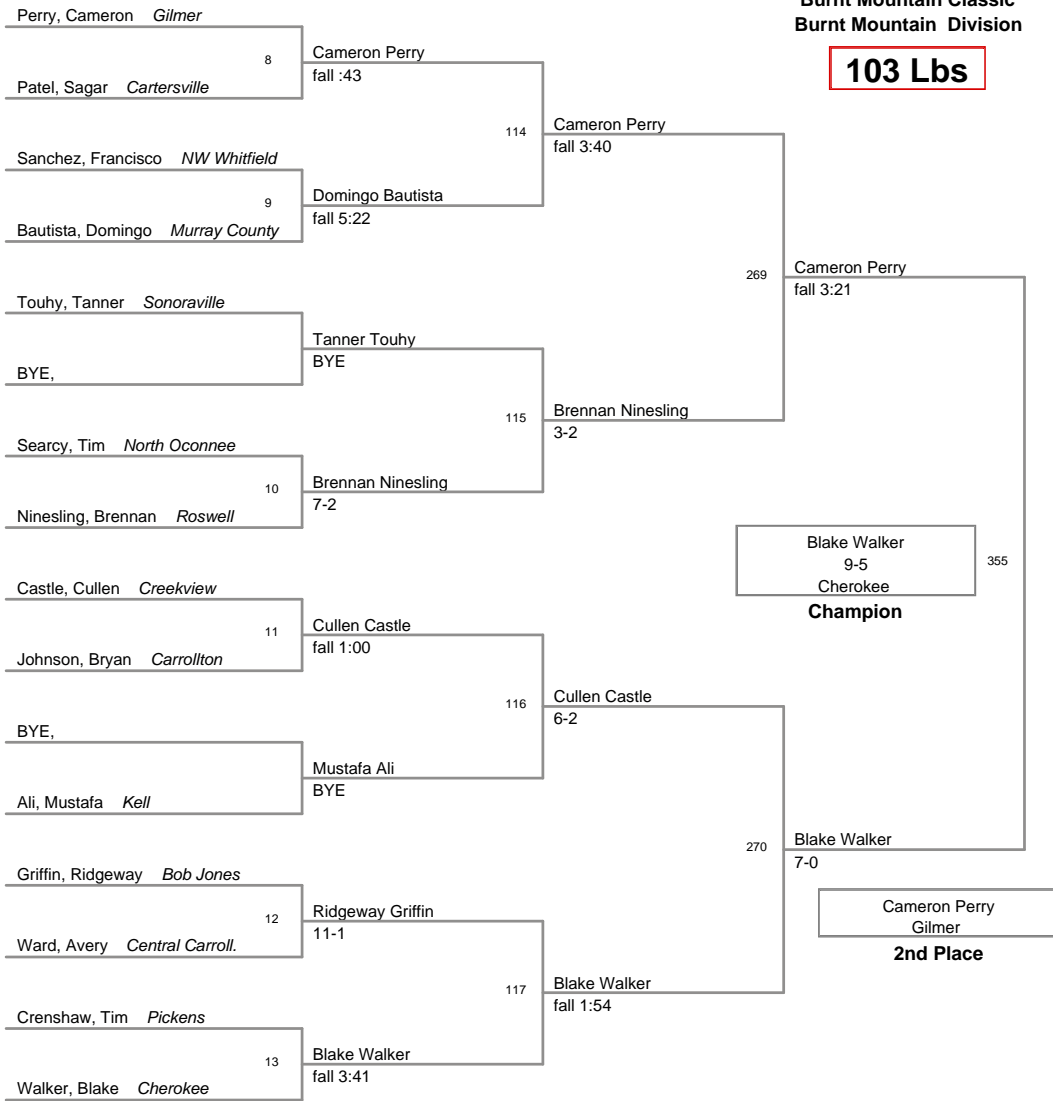 Burnt Mountain Classic
Burnt Mountain Division
103 Lbs
Perry, Cameron Gilmer
8
Cameron Perry
fall :43
Patel, Sagar Cartersville
114
Cameron Perry
fall 3:40
Sanchez, Francisco NW Whitfield
9
Domingo Bautista
fall 5:22
Bautista, Domingo Murray County
269
Cameron Perry
fall 3:21
Touhy, Tanner Sonoraville
Tanner Touhy
BYE
BYE,
115
Brennan Ninesling
3-2
Searcy, Tim North Oconnee
10
Brennan Ninesling
7-2
Ninesling, Brennan Roswell
Blake Walker
9-5
Cherokee
Champion
355
Castle, Cullen Creekview
11
Cullen Castle
fall 1:00
Johnson, Bryan Carrollton
116
Cullen Castle
6-2
BYE,
Mustafa Ali
BYE
Ali, Mustafa Kell
270
Blake Walker
7-0
Cameron Perry
Gilmer
2nd Place
Griffin, Ridgeway Bob Jones
12
Ridgeway Griffin
11-1
Ward, Avery Central Carroll.
117
Blake Walker
fall 1:54
Crenshaw, Tim Pickens
13
Blake Walker
fall 3:41
Walker, Blake Cherokee